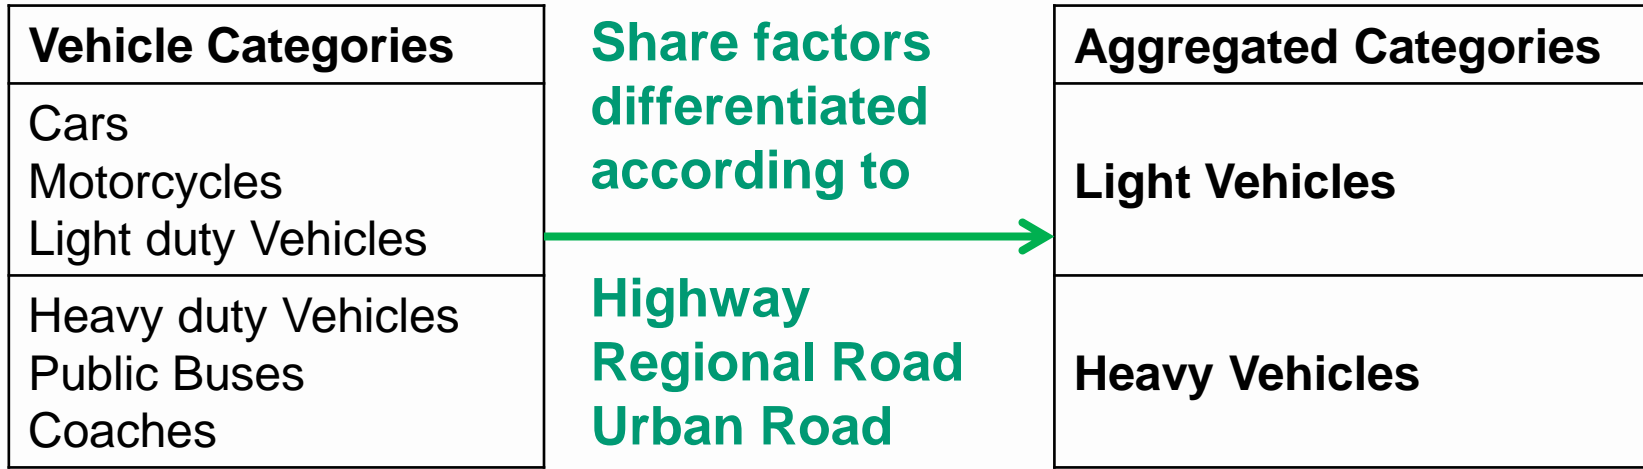 Vehicle Categories
Cars
Motorcycles
Light duty Vehicles
Heavy duty Vehicles
Public Buses
Coaches
Share factors
differentiated
according to
Highway
Regional Road
Urban Road
Aggregated Categories
Light Vehicles
Heavy Vehicles